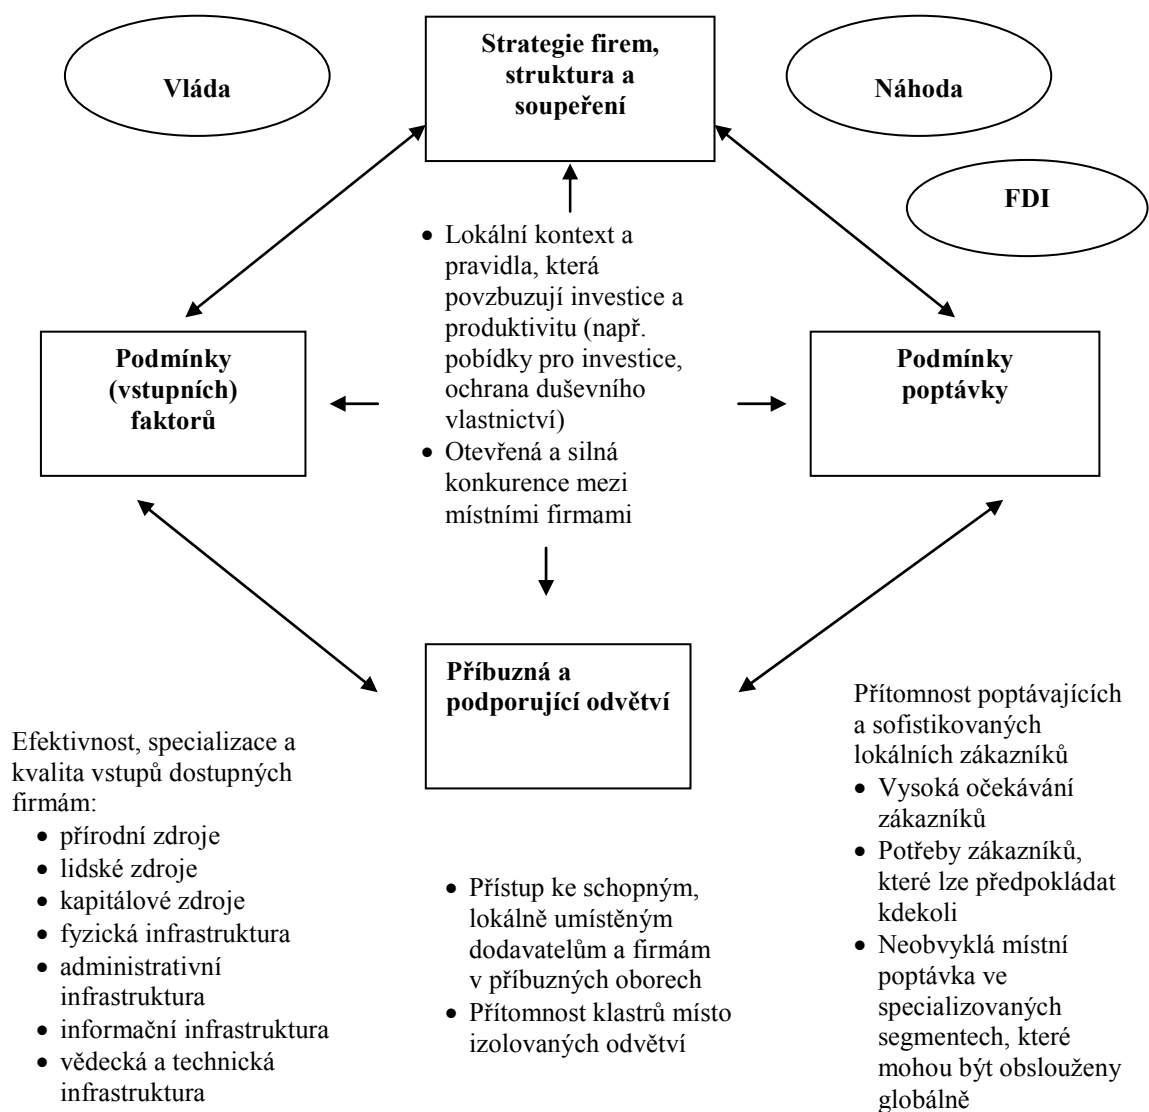 Vláda
Strategie firem,
struktura a
soupeření
Náhoda
FDI
• Lokální kontext a
pravidla, která
povzbuzují investice a
produktivitu (např.
pobídky pro investice,
ochrana duševního
vlastnictví)
• Otevřená a silná
konkurence mezi
místními firmami
Podmínky
(vstupních)
faktorů
Podmínky
poptávky
Příbuzná a
podporující odvětví
Efektivnost, specializace a
kvalita vstupů dostupných
firmám:
• přírodní zdroje
• lidské zdroje
• kapitálové zdroje
• fyzická infrastruktura
• administrativní
infrastruktura
• informační infrastruktura
• vědecká a technická
infrastruktura
• Přístup ke schopným,
lokálně umístěným
dodavatelům a firmám
v příbuzných oborech
• Přítomnost klastrů místo
izolovaných odvětví
Přítomnost poptávajících
a sofistikovaných
lokálních zákazníků
• Vysoká očekávání
zákazníků
• Potřeby zákazníků,
které lze předpokládat
kdekoli
• Neobvyklá místní
poptávka ve
specializovaných
segmentech, které
mohou být obslouženy
globálně